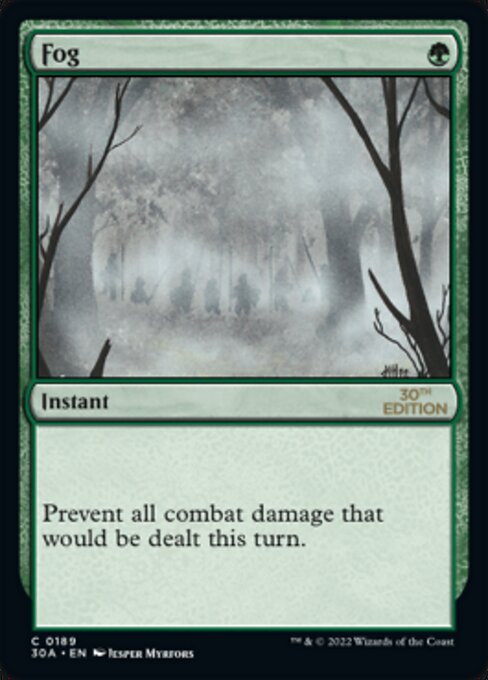 Fog
Instant
30TH
EDITION
Prevent all combat damage that
would be dealt this turn.
C 0189
30A • EN Jesper Myrfors
™ & © 2022 Wizards of the Coast